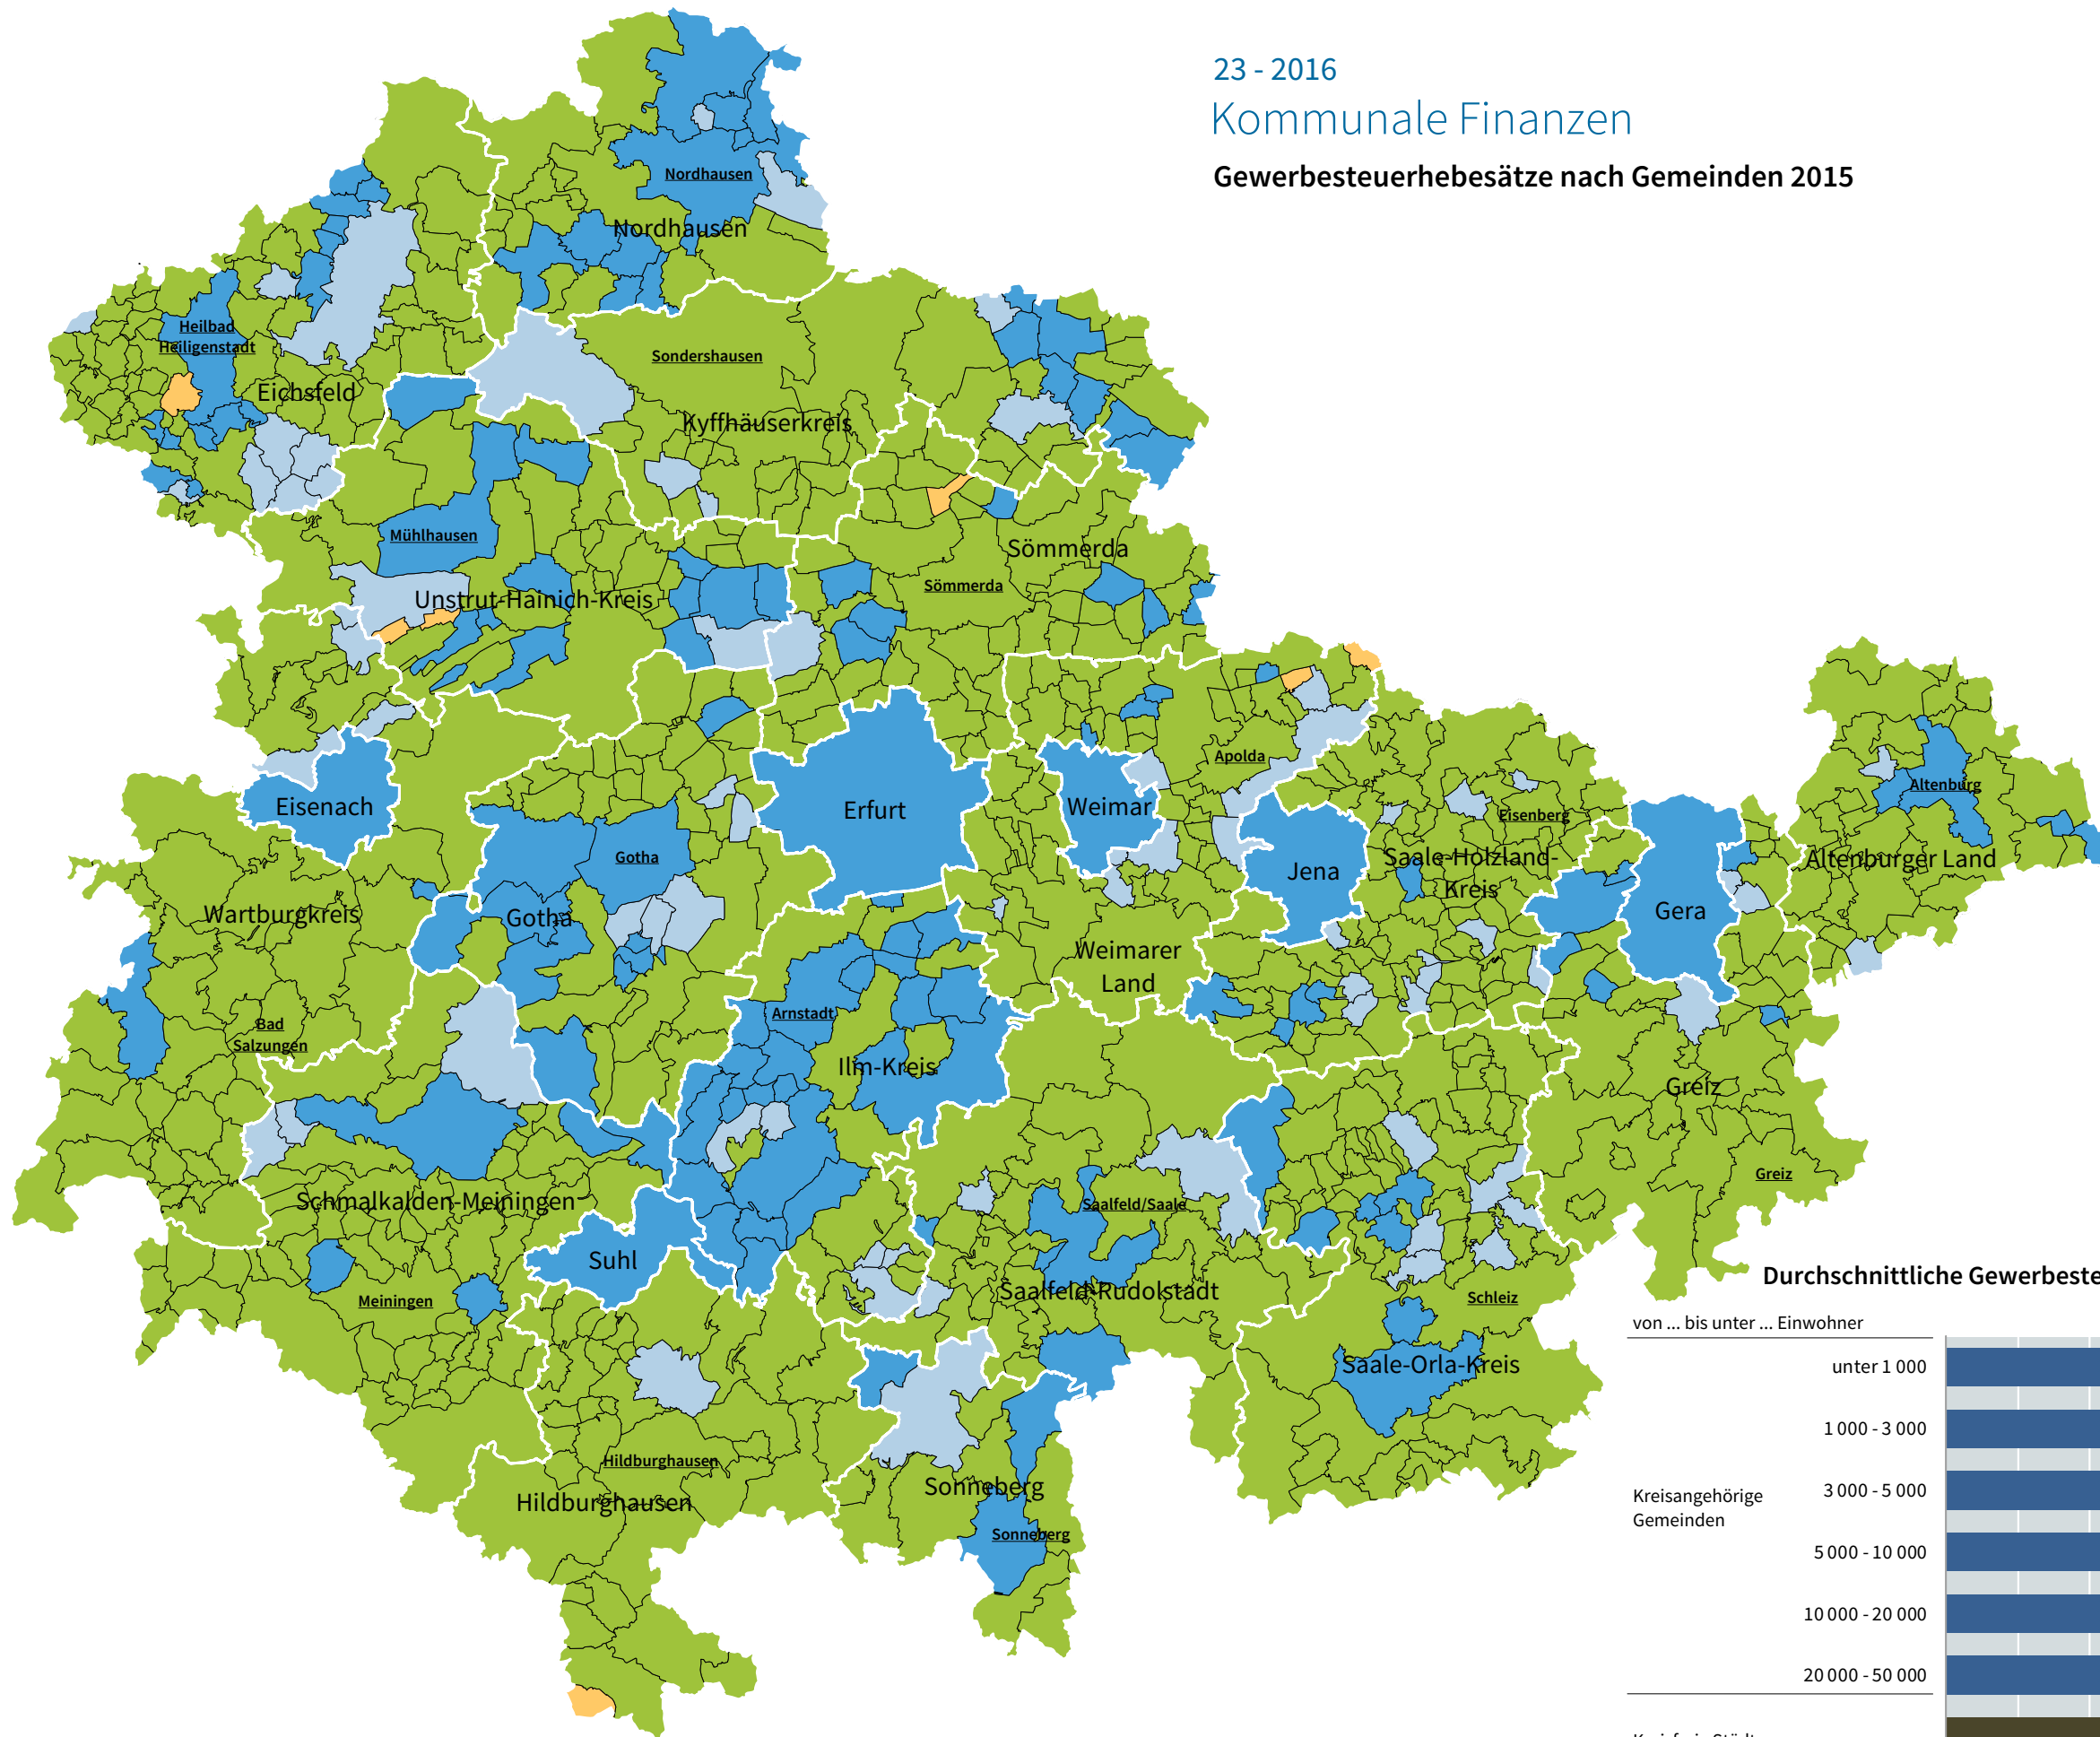 23 - 2016
Kommunale Finanzen
Gewerbesteuerhebesätze nach Gemeinden 2015
Nordhausen
Nordhausen
Heilbad
Heiligenstadt
Eichsfeld
Sondershausen
Kyffhäuserkreis
Mühlhausen
Unstrut-Hainich-Kreis
Sömmerda
Sömmerda
Apolda
Eisenach
Erfurt
Weimar
Altenburg
Eisenberg
Gotha
Jena
Saale-Holzland-
Kreis
Altenburger Land
Wartburgkreis
Gotha
Gera
Weimarer
Land
Arnstadt
Bad
Salzungen
Ilm-Kreis
Greiz
Greiz
Schmalkalden-Meiningen
Saalfeld/Saale
Suhl
Meiningen
Saalfeld-Rudolstadt
Schleiz
Saale-Orla-Kreis
Hildburghausen
Hildburghausen
Sonneberg
Sonneberg
Durchschnittliche Gewerbeste
von ... bis unter ... Einwohner
unter 1 000
1 000 - 3 000
3 000 - 5 000
Kreisangehörige
Gemeinden
5 000 - 10 000
10 000 - 20 000
20 000 - 50 000